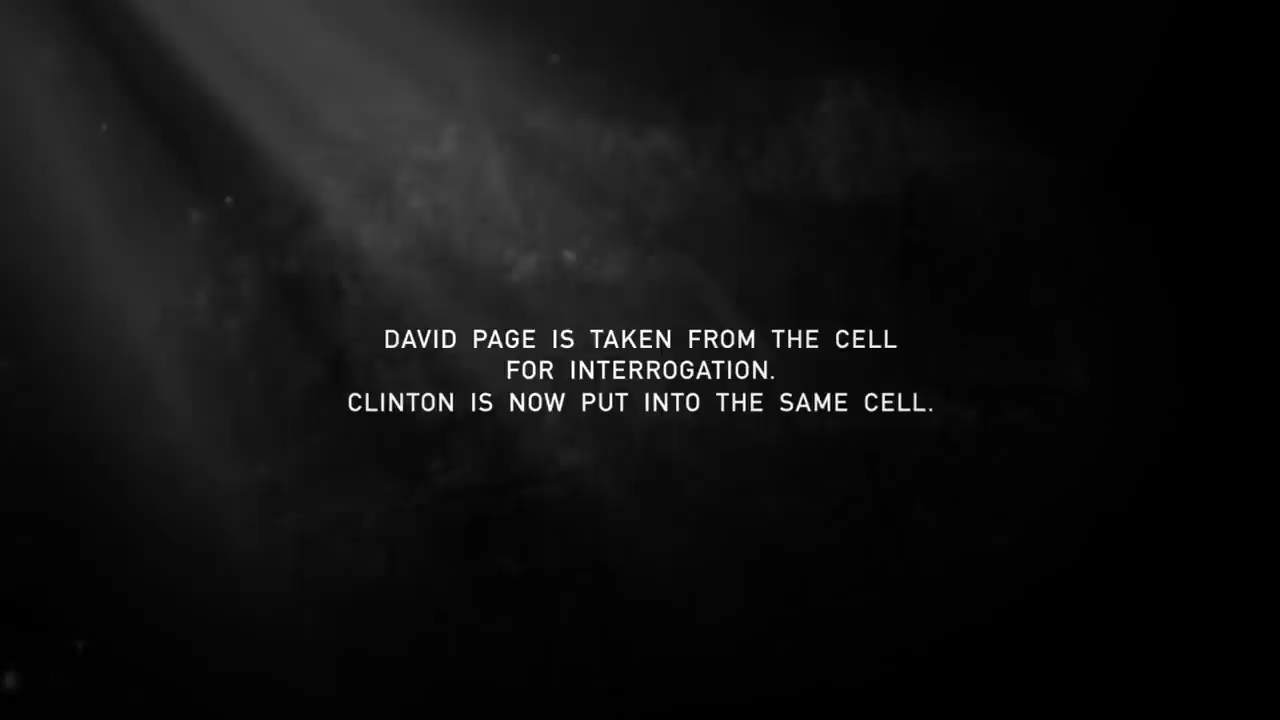 DAVID PAGE IS TAKEN FROM THE CELL
FOR INTERROGATION.
CLINTON IS NOW PUT INTO THE SAME CELL.